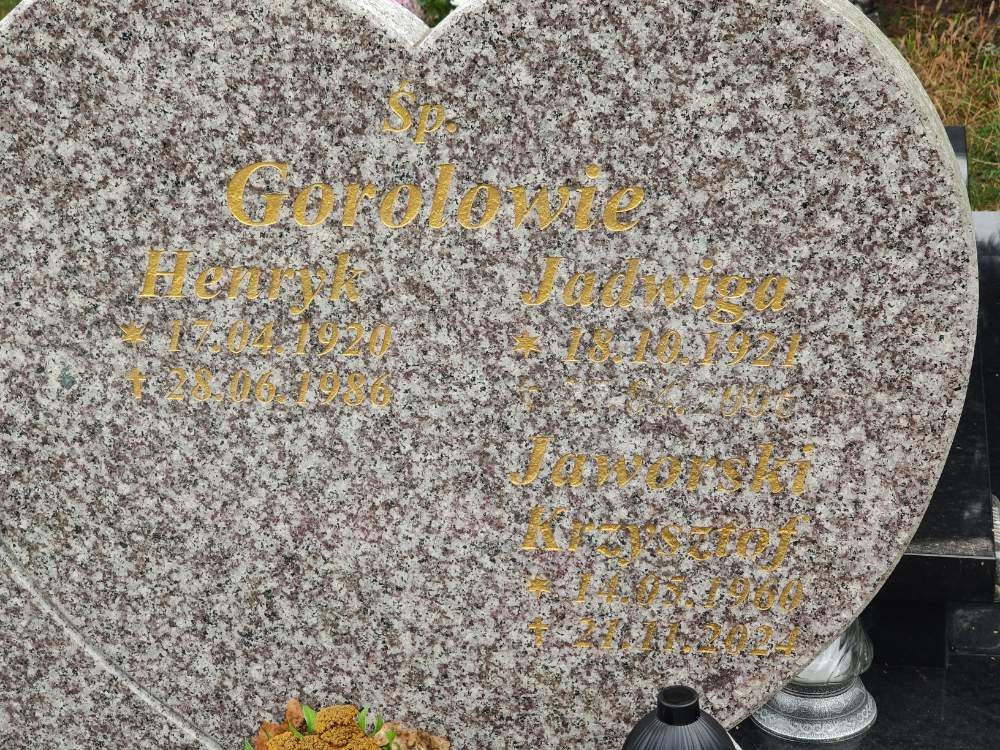 Śp.
Gorolowie
Henryk
* 17.04.1920
† 28.06.1986
Jadwiga
* 18.10.1921
Jaworski
Krzysztof
* 14.05.1960
† 21.11.2024